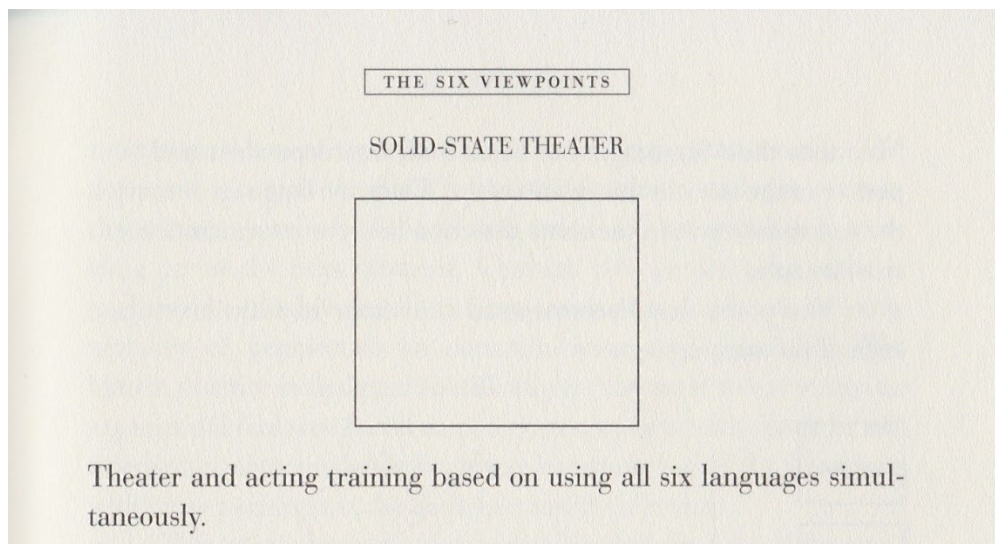 THE SIX VIEWPOINTS
SOLID-STATE THEATER
Theater and acting training based on using all six languages simul-
taneously.